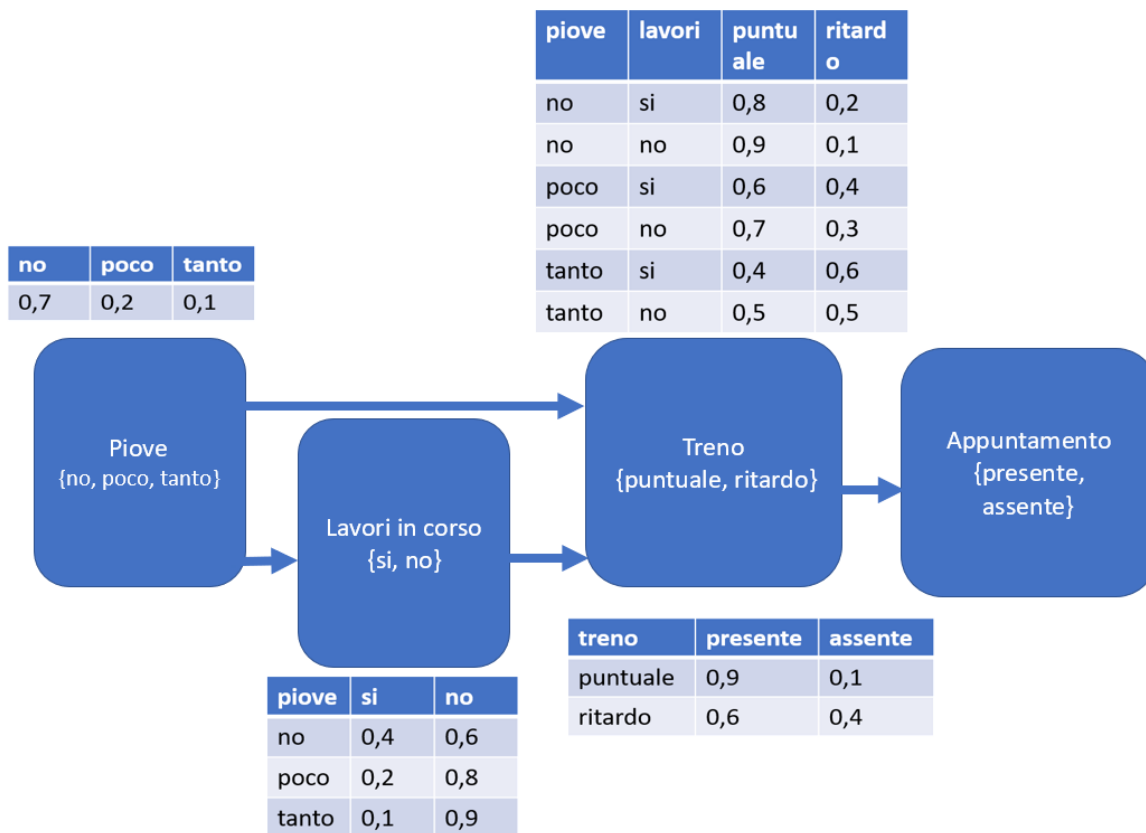 piove lavori puntu ritard
ale o
no si 0,8 0,2
no no 0,9 0,1
poco si 0,6 0,4
poco no 0,7 0,3
tanto si 0,4 0,6
tanto no 0,5 0,5
no poco tanto
0,7 0,2 0,1
Piove
{no, poco, tanto}
Lavori in corso
{si, no}
Treno
{puntuale, ritardo}
Appuntamento
{presente,
assente}
treno presente assente
puntuale 0,9 0,1
ritardo 0,6 0,4
piove si no
no 0,4 0,6
poco 0,2 0,8
tanto 0,1 0,9